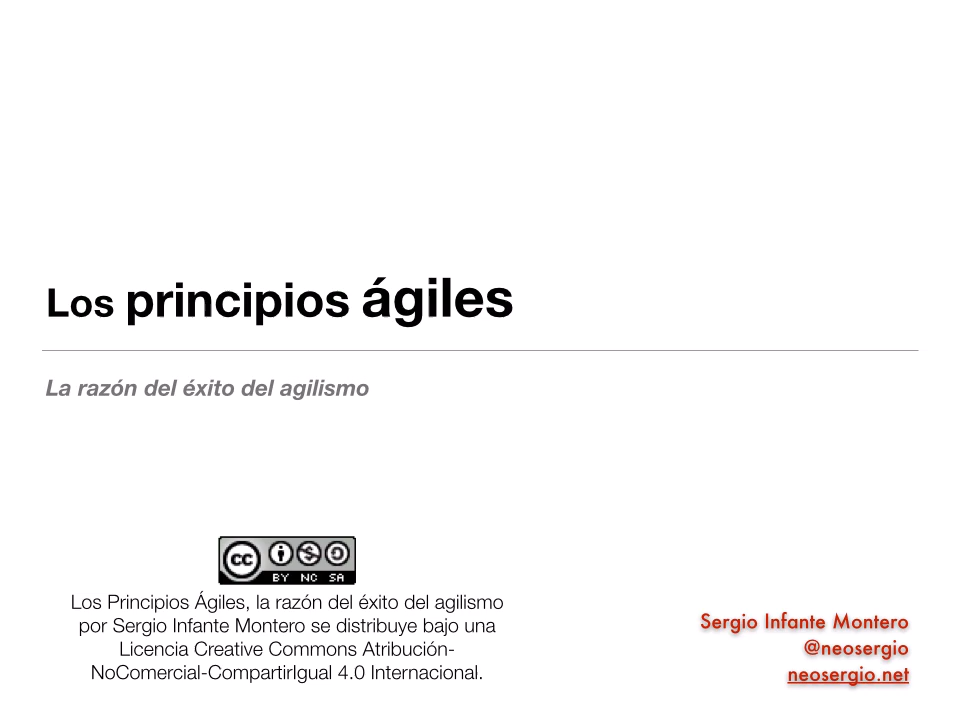 Los principios ágiles
La razón del éxito del agilismo
cc
BY NC SA
Los Principios Ágiles, la razón del éxito del agilismo
por Sergio Infante Montero se distribuye bajo una
Licencia Creative Commons Atribución-
NoComercial-CompartirIgual 4.0 Internacional.
Sergio Infante Montero
@neosergio
neosergio.net